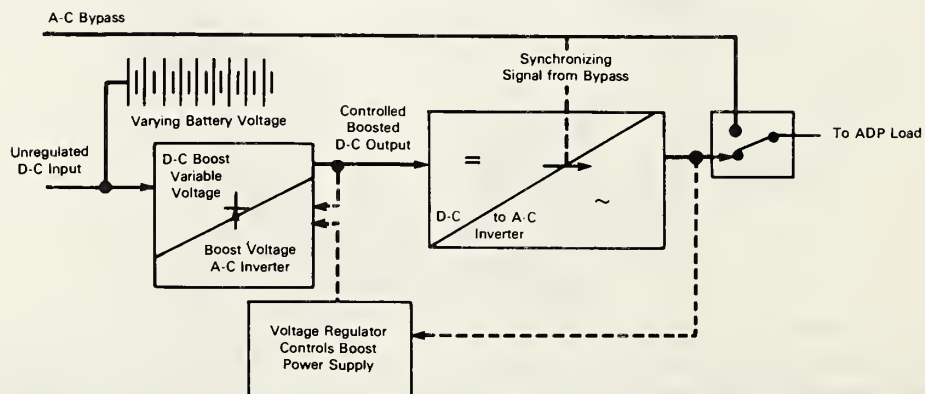 A-C Bypass
Synchronizing
Signal from Bypass
Varying Battery Voltage
Controlled
Boosted
D-C Output
To ADP Load
Unregulated
D-C Input
D-C Boost
Variable
Voltage
=
~
D-C to A-C
Inverter
Boost Voltage
A-C Inverter
Voltage Regulator
Controls Boost
Power Supply